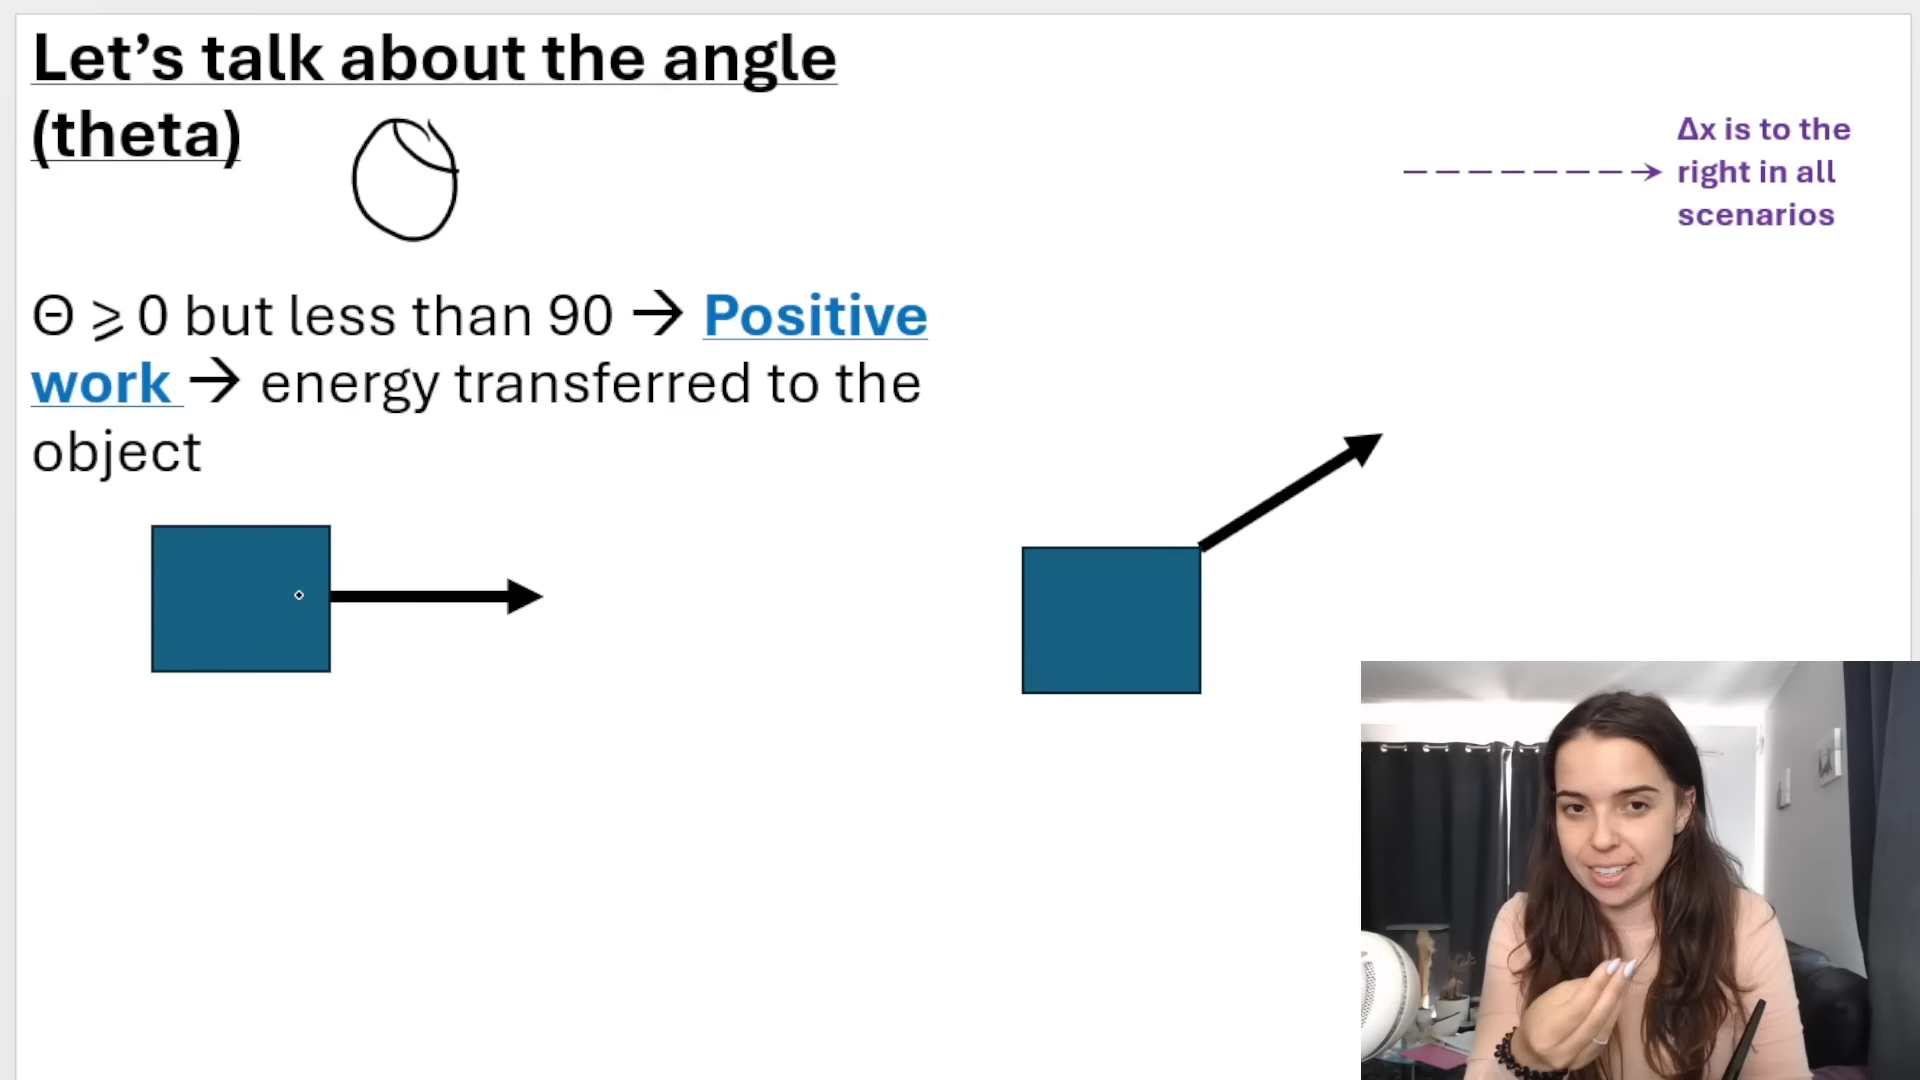 Let’s talk about the angle
(theta)
Δx is to the
right in all
scenarios
Θ ⩾ 0 but less than 90 → Positive
work → energy transferred to the
object